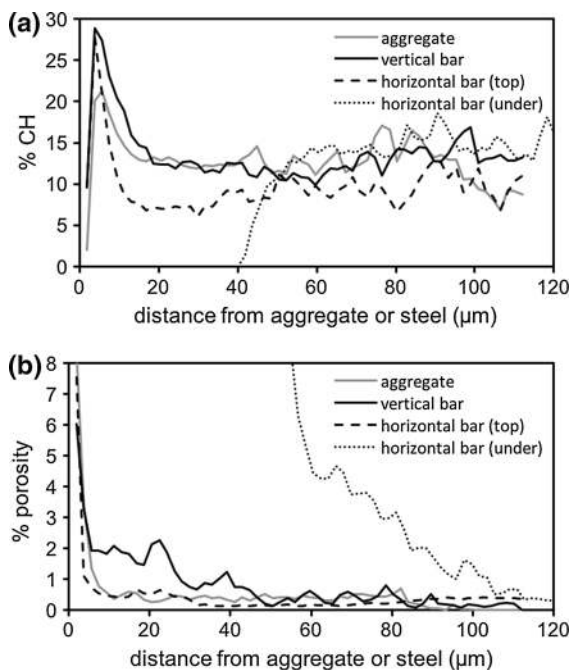 (a)
30
25
20
15
10
5
0
% CH
aggregate
vertical bar
horizontal bar (top)
horizontal bar (under)
0 20 40 60 80 100 120
distance from aggregate or steel (µm)
(b)
8
7
6
5
4
3
2
1
0
% porosity
aggregate
vertical bar
horizontal bar (top)
horizontal bar (under)
0 20 40 60 80 100 120
distance from aggregate or steel (µm)